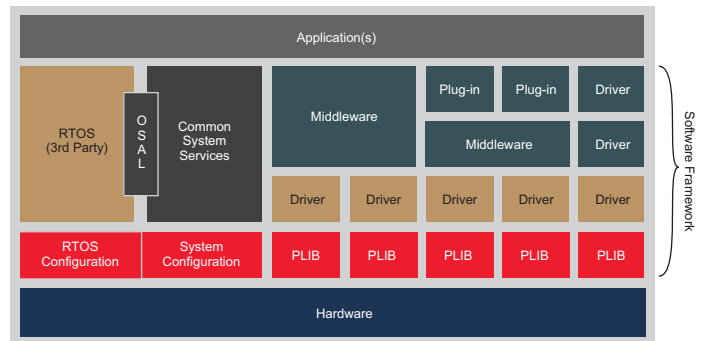 Application(s)
RTOS
(3rd Party)
O
S
A
L
Common
System
Services
Middleware
Plug-in
Plug-in
Driver
Middleware
Driver
Driver
Driver
Driver
Driver
Driver
RTOS
Configuration
System
Configuration
PLIB
PLIB
PLIB
PLIB
PLIB
Hardware
Software Framework